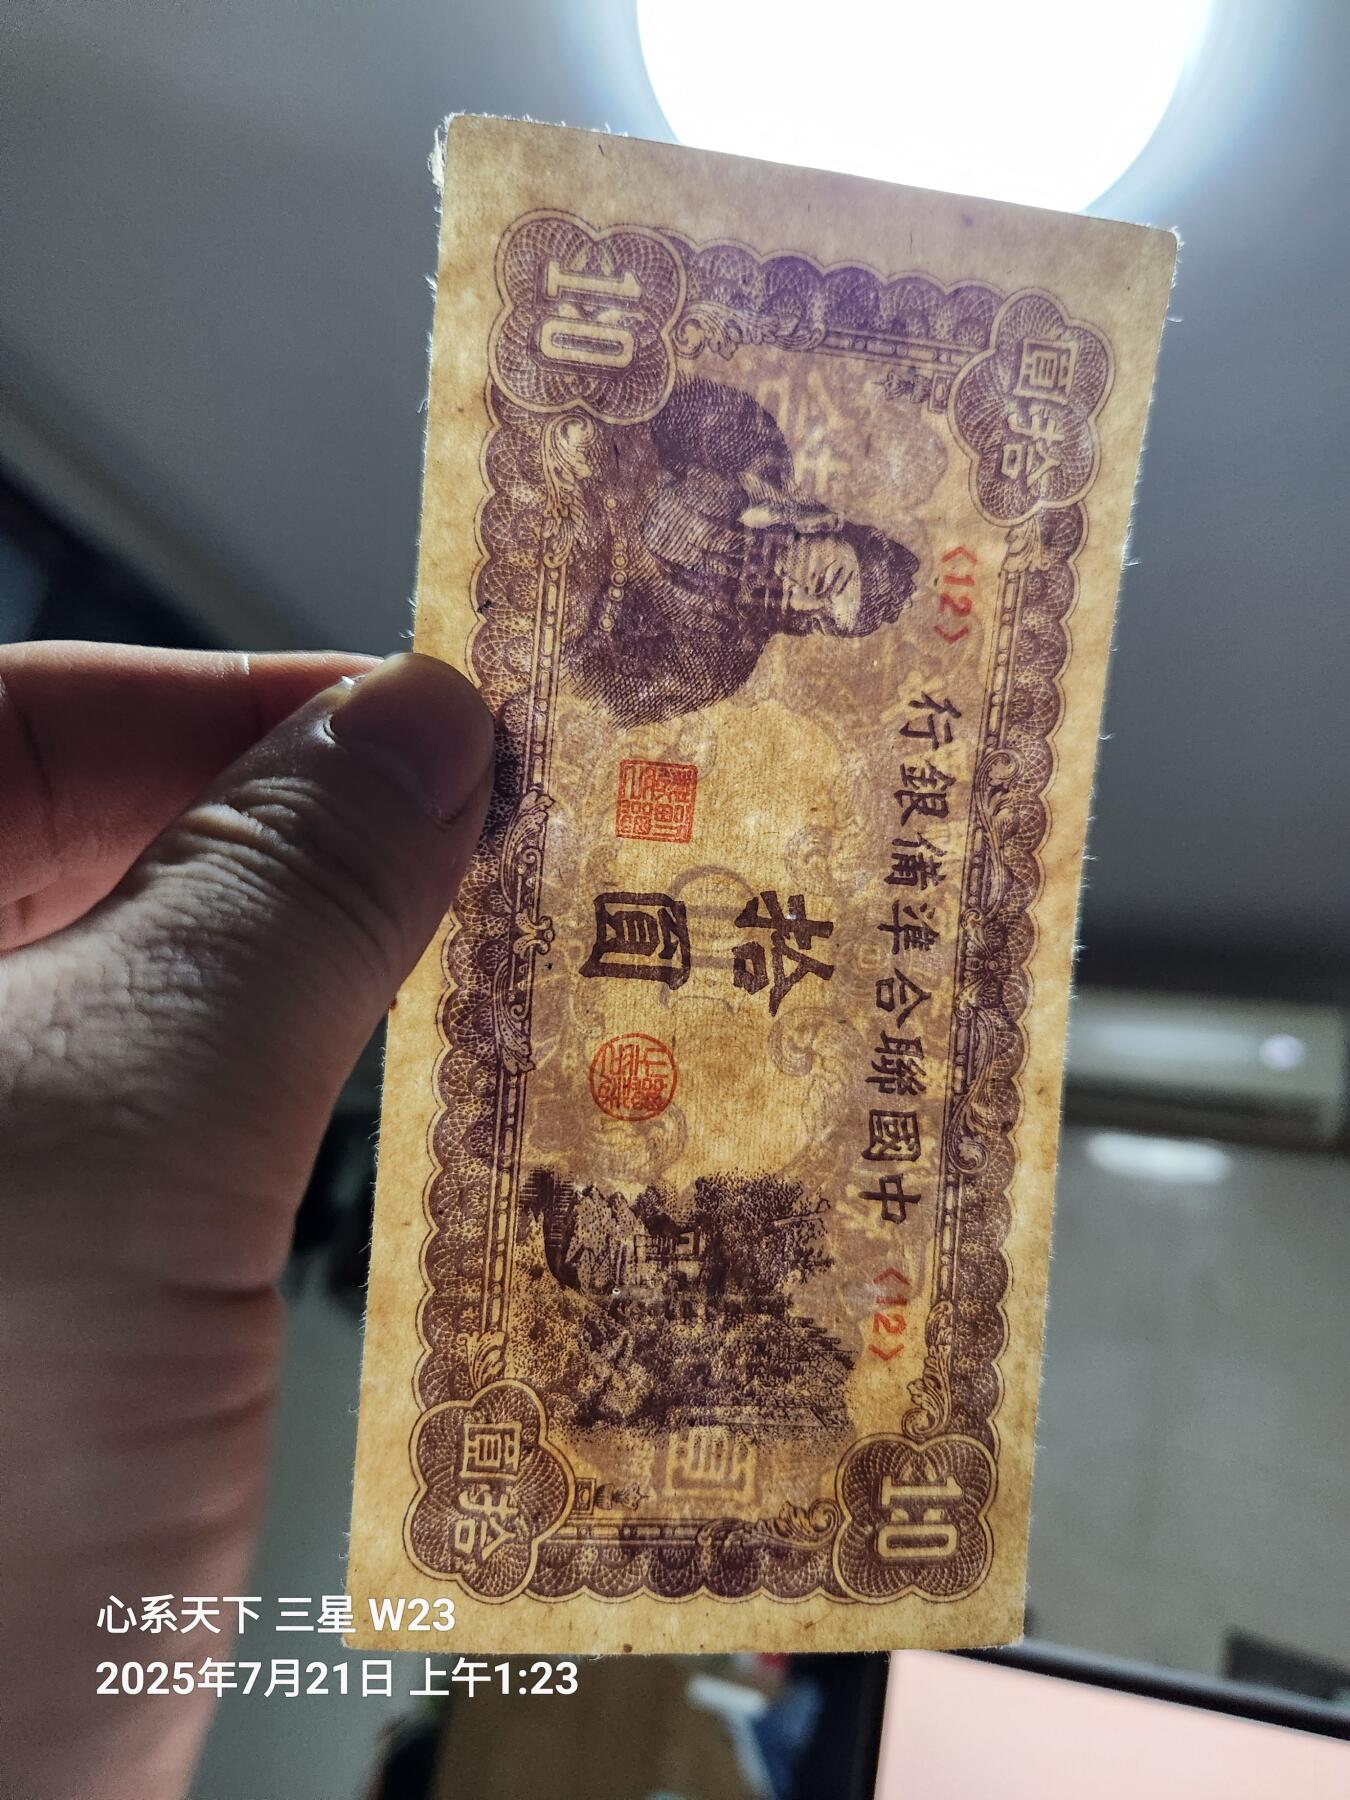 10
圓拾
〈12〉
行銀備準合聯國中
〈12〉
拾圓
圓拾
10
心系天下 三星 W23
2025年7月21日 上午1:23